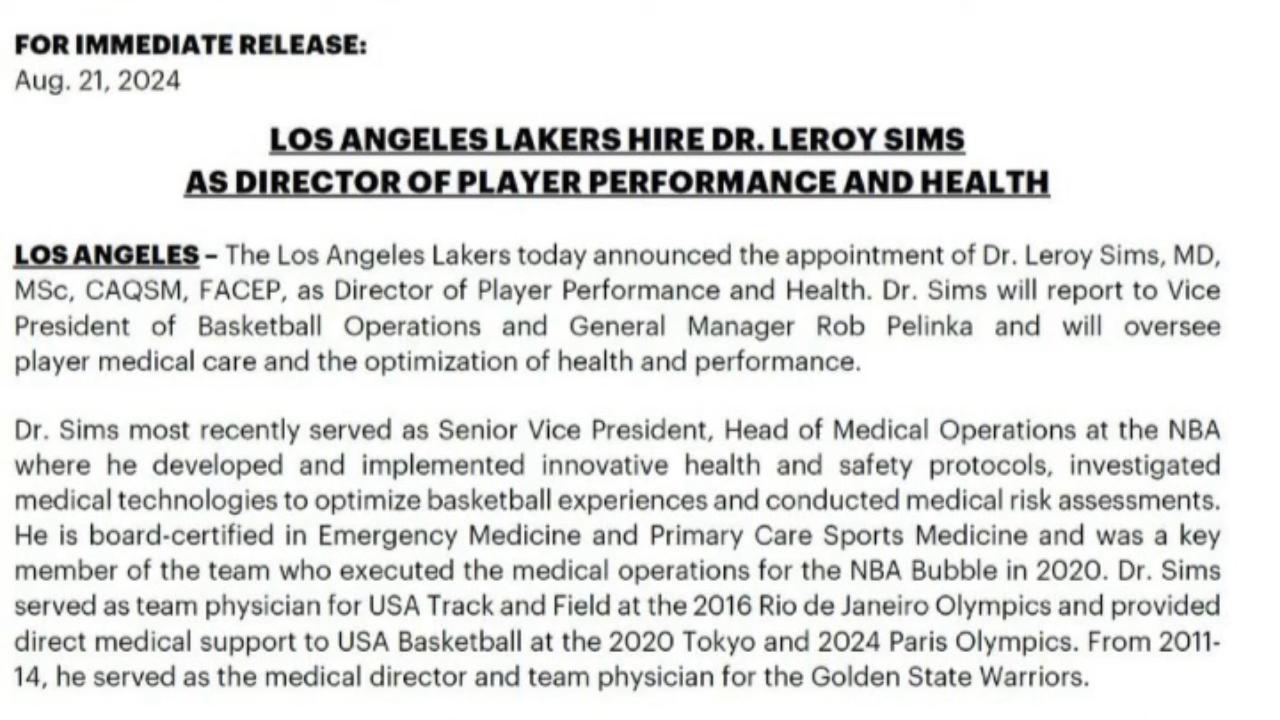 FOR IMMEDIATE RELEASE:
Aug. 21, 2024
LOS ANGELES LAKERS HIRE DR. LEROY SIMS
AS DIRECTOR OF PLAYER PERFORMANCE AND HEALTH
LOS ANGELES – The Los Angeles Lakers today announced the appointment of Dr. Leroy Sims, MD,
MSc, CAQSM, FACEP, as Director of Player Performance and Health. Dr. Sims will report to Vice
President of Basketball Operations and General Manager Rob Pelinka and will oversee
player medical care and the optimization of health and performance.
Dr. Sims most recently served as Senior Vice President, Head of Medical Operations at the NBA
where he developed and implemented innovative health and safety protocols, investigated
medical technologies to optimize basketball experiences and conducted medical risk assessments.
He is board-certified in Emergency Medicine and Primary Care Sports Medicine and was a key
member of the team who executed the medical operations for the NBA Bubble in 2020. Dr. Sims
served as team physician for USA Track and Field at the 2016 Rio de Janeiro Olympics and provided
direct medical support to USA Basketball at the 2020 Tokyo and 2024 Paris Olympics. From 2011-
14, he served as the medical director and team physician for the Golden State Warriors.